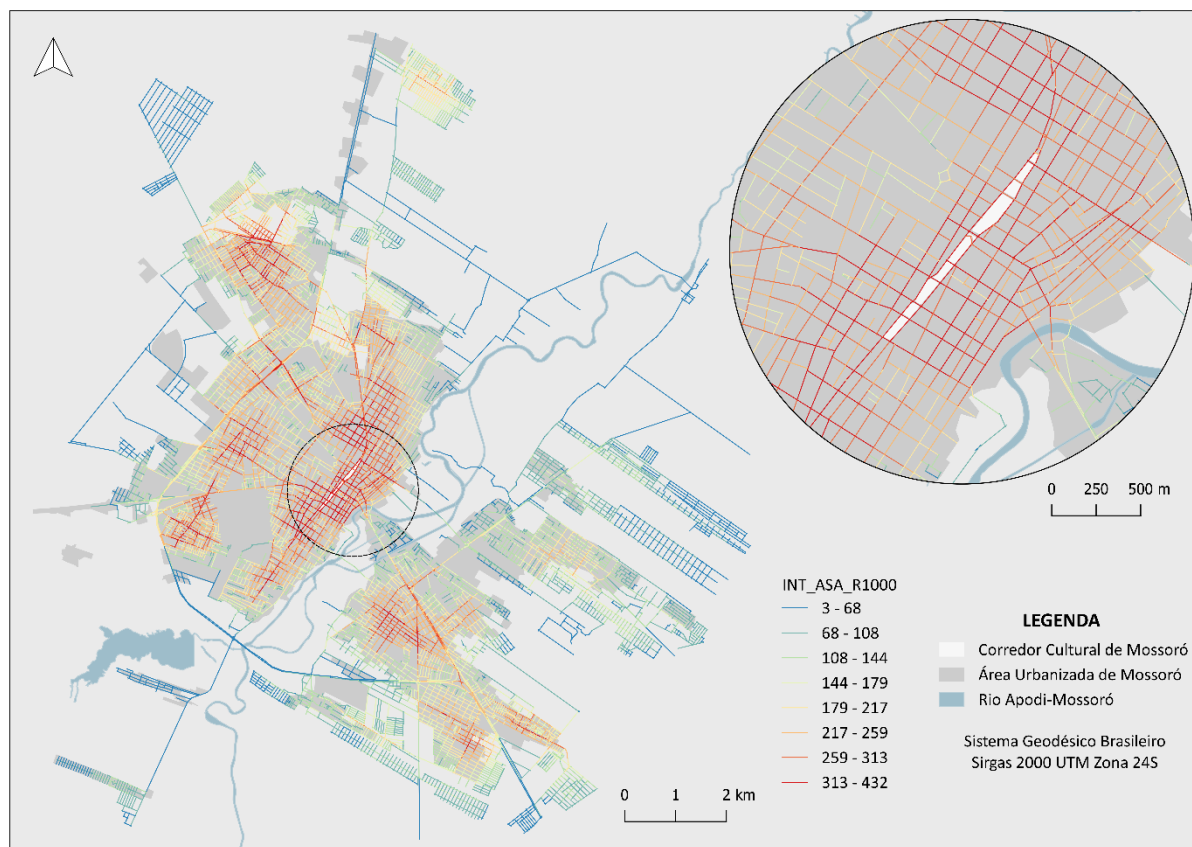 0 250 500 m
INT_ASA_R1000
3 - 68
68 - 108
108 - 144
144 - 179
179 - 217
217 - 259
259 - 313
313 - 432
LEGENDA
Corredor Cultural de Mossoró
Área Urbanizada de Mossoró
Rio Apodi-Mossoró
Sistema Geodésico Brasileiro
Sirgas 2000 UTM Zona 24S
0 1 2 km